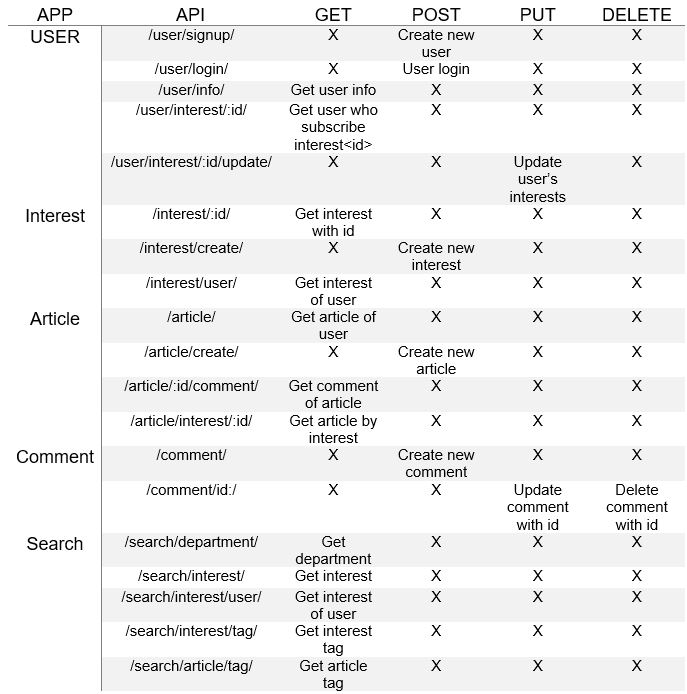 APP API GET POST PUT DELETE
USER /user/signup/ X Create new X X
user
/user/login/ X User login X X
/user/info/ Get user info X X X
/user/interest/:id/ Get user who X X X
subscribe
interest<id>
/user/interest/:id/update/ X X Update X
user's
interests
Interest /interest/:id/ Get interest X X X
with id
/interest/create/ X Create new X X
interest
/interest/user/ Get interest X X X
of user
Article /article/ Get article of X X X
user
/article/create/ X Create new X X
article
/article/:id/comment/ Get comment X X X
of article
/article/interest/:id/ Get article by X X X
interest
Comment /comment/ X Create new X X
comment
/comment/id:/ X X Update Delete
comment comment
with id with id
Search /search/department/ Get X X X
department
/search/interest/ Get interest X X X
/search/interest/user/ Get interest X X X
of user
/search/interest/tag/ Get interest X X X
tag
/search/article/tag/ Get article X X X
tag